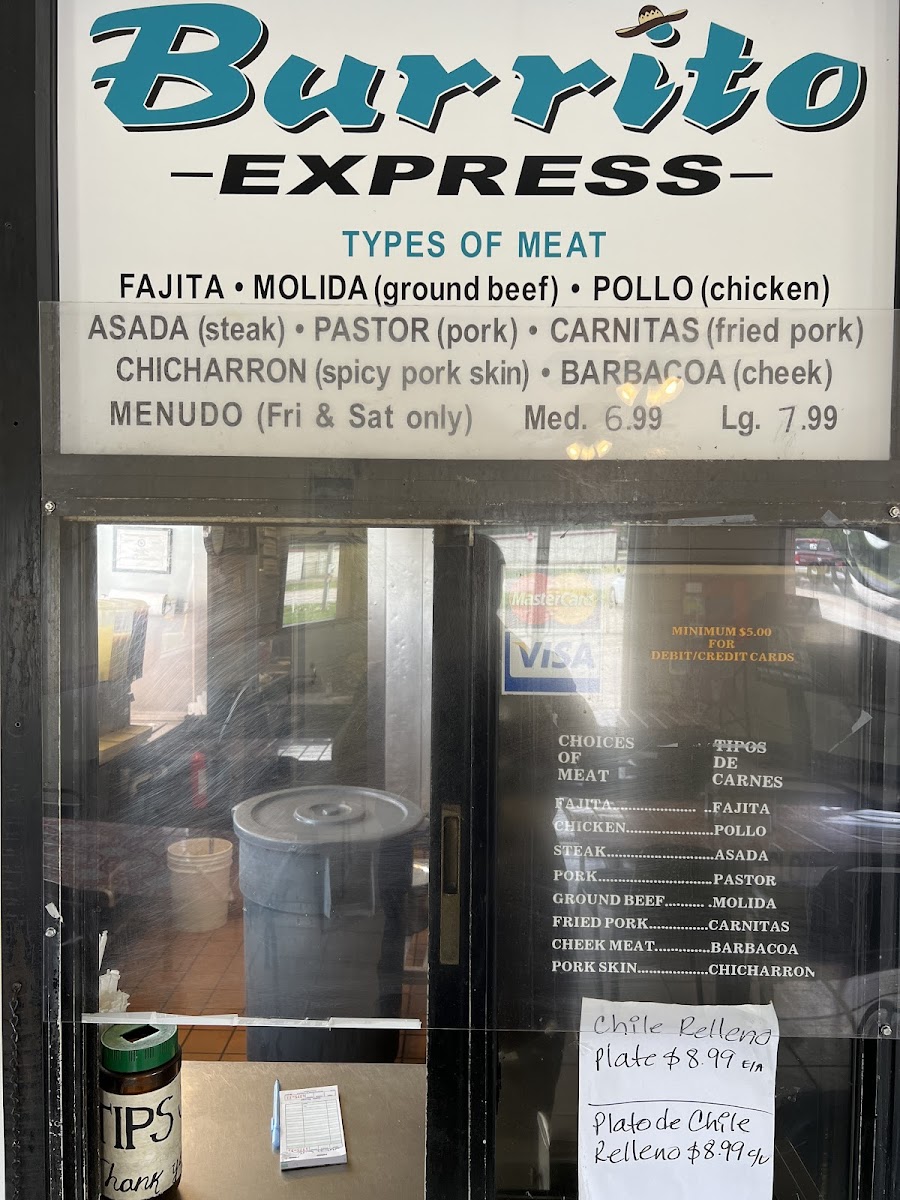 Burrito
-EXPRESS-
TYPES OF MEAT
FAJITA • MOLIDA (ground beef) • POLLO (chicken)
ASADA (steak) • PASTOR (pork) • CARNITAS (fried pork)
CHICHARRON (spicy pork skin) • BARBACOA (cheek)
MENUDO (Fri & Sat only) Med. 6.99 Lg. 7.99
MasterCard
VISA
MINIMUM $5.00
FOR
DEBIT/CREDIT CARDS
CHOICES
OF
MEAT
TIPOS
DE
CARNES
FAJITA.....................FAJITA
CHICKEN.....................POLLO
STEAK..........................ASADA
PORK............................PASTOR
GROUND BEEF...........MOLIDA
FRIED PORK...............CARNITAS
CHEEK MEAT..............BARBACOA
PORK SKIN.................CHICHARRON
Chile Relleno
Plate $8.99 E/A
Plato de Chile
Relleno $8.99 c/u
TIPS
Thank